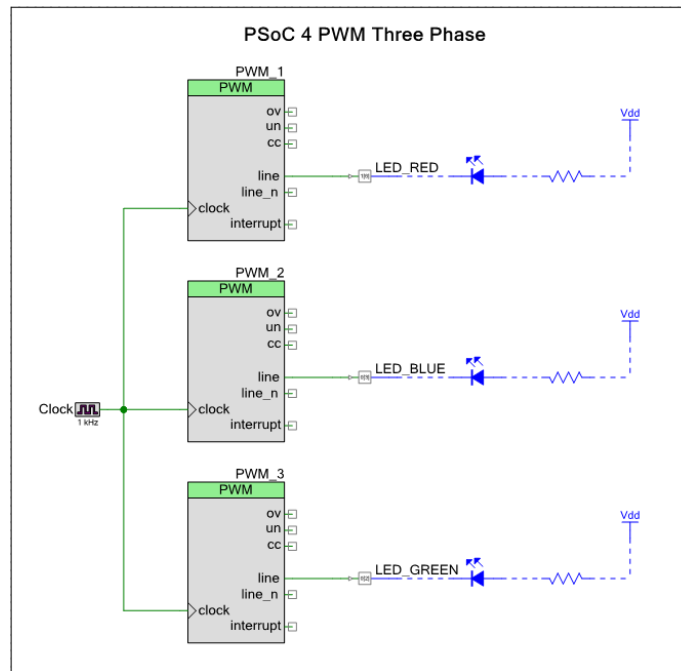 PSoC 4 PWM Three Phase
PWM_1
PWM
ov
un
cc
line
line_n
clock
interrupt
LED_RED
Vdd
PWM_2
PWM
ov
un
cc
line
line_n
clock
interrupt
LED_BLUE
Vdd
Clock
1 kHz
PWM_3
PWM
ov
un
cc
line
line_n
clock
interrupt
LED_GREEN
Vdd